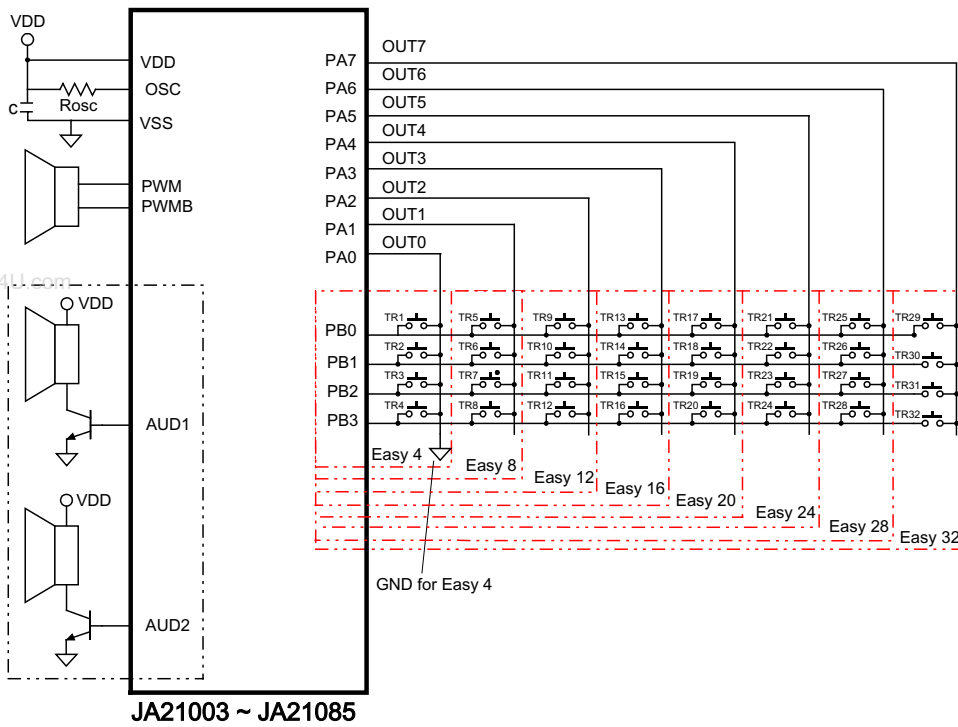 VDD
VDD
OSC
C
Rosc
VSS
PWM
PWMB
4U.com
VDD
AUD1
VDD
AUD2
PA7 OUT7
PA6 OUT6
PA5 OUT5
PA4 OUT4
PA3 OUT3
PA2 OUT2
PA1 OUT1
PA0 OUT0
PB0 TR1 TR5 TR9 TR13 TR17 TR21 TR25 TR29
PB1 TR2 TR6 TR10 TR14 TR18 TR22 TR26 TR30
PB2 TR3 TR7 TR11 TR15 TR19 TR23 TR27 TR31
PB3 TR4 TR8 TR12 TR16 TR20 TR24 TR28 TR32
Easy 4
Easy 8
Easy 12
Easy 16
Easy 20
Easy 24
Easy 28
Easy 32
GND for Easy 4
JA21003 ~ JA21085